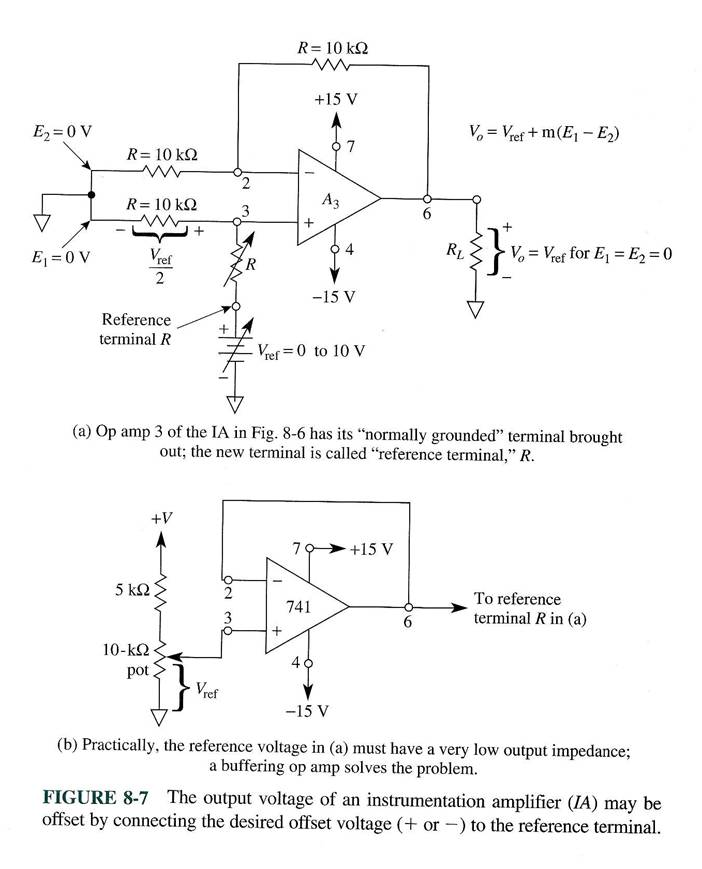 R = 10 kΩ
+15 V
E₂ = 0 V
Vₒ = V_ref + m(E₁ − E₂)
7
R = 10 kΩ
−
2
A₃
R = 10 kΩ
3
+
6
−
+
+
E₁ = 0 V
V_ref
2
R
4
R_L
Vₒ = V_ref for E₁ = E₂ = 0
−
−15 V
Reference
terminal R
+
V_ref = 0 to 10 V
−
(a) Op amp 3 of the IA in Fig. 8-6 has its “normally grounded” terminal brought
out; the new terminal is called “reference terminal,” R.
+V
7
+15 V
5 kΩ
2
−
741
To reference
terminal R in (a)
3
+
6
10-kΩ
pot
4
V_ref
−15 V
(b) Practically, the reference voltage in (a) must have a very low output impedance;
a buffering op amp solves the problem.
FIGURE 8-7 The output voltage of an instrumentation amplifier (IA) may be
offset by connecting the desired offset voltage (+ or −) to the reference terminal.